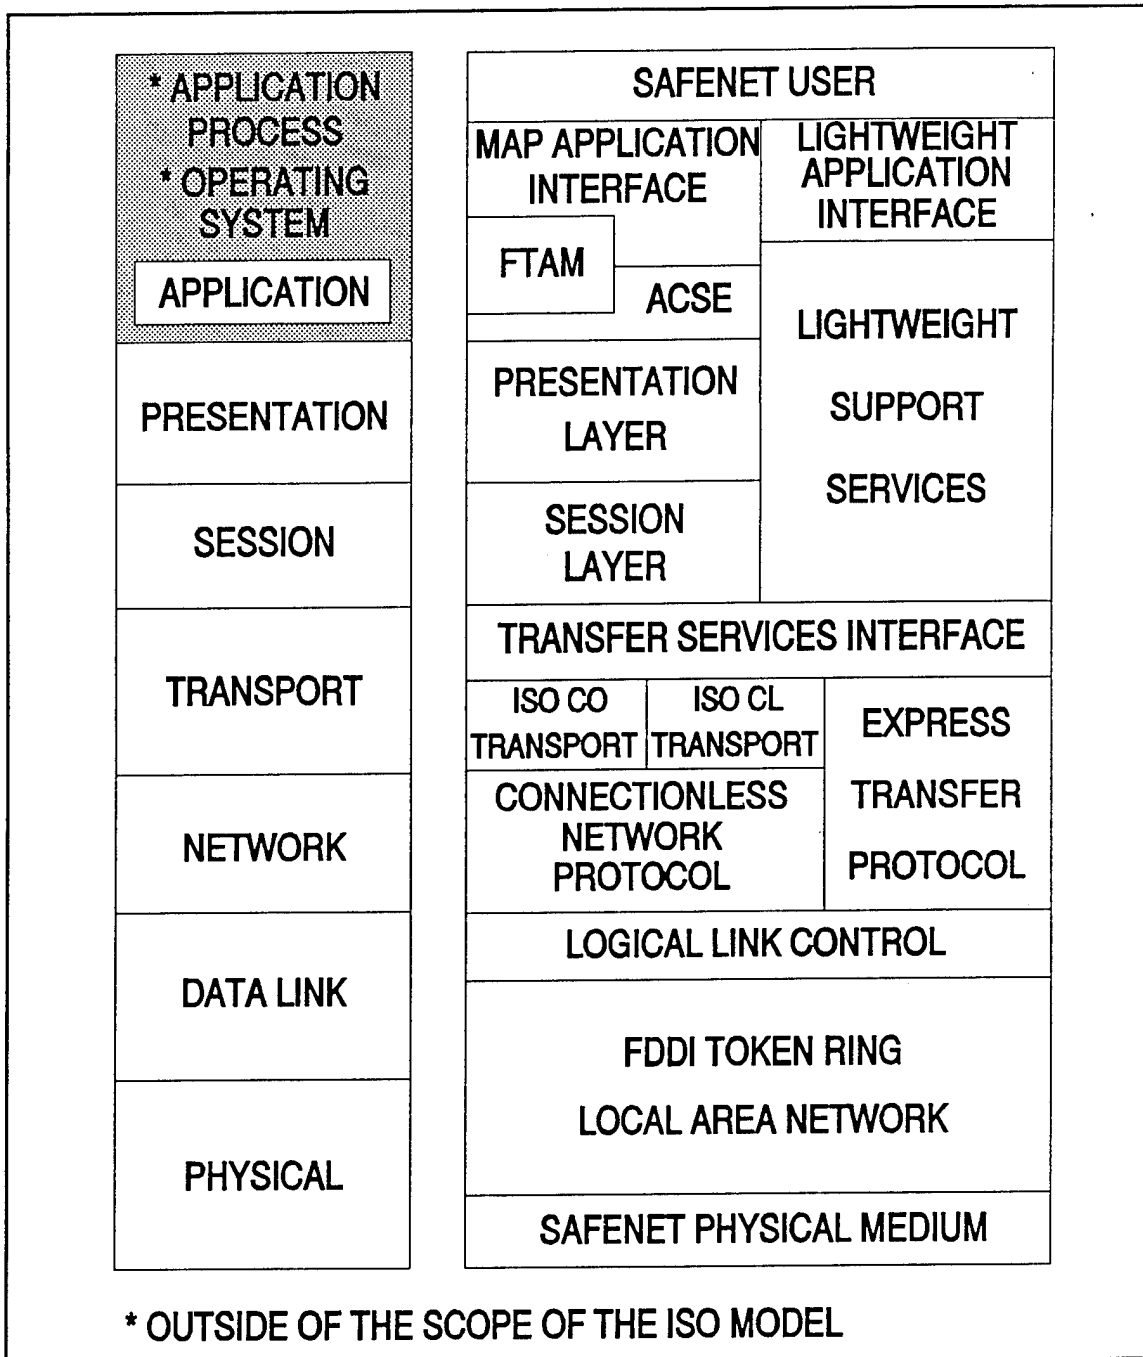 * APPLICATION
PROCESS
* OPERATING
SYSTEM
APPLICATION
PRESENTATION
SESSION
TRANSPORT
NETWORK
DATA LINK
PHYSICAL
SAFENET USER
MAP APPLICATION
INTERFACE
FTAM
ACSE
LIGHTWEIGHT
APPLICATION
INTERFACE
PRESENTATION
LAYER
SESSION
LAYER
LIGHTWEIGHT
SUPPORT
SERVICES
TRANSFER SERVICES INTERFACE
ISO CO
TRANSPORT
ISO CL
TRANSPORT
CONNECTIONLESS
NETWORK
PROTOCOL
EXPRESS
TRANSFER
PROTOCOL
LOGICAL LINK CONTROL
FDDI TOKEN RING
LOCAL AREA NETWORK
SAFENET PHYSICAL MEDIUM
* OUTSIDE OF THE SCOPE OF THE ISO MODEL